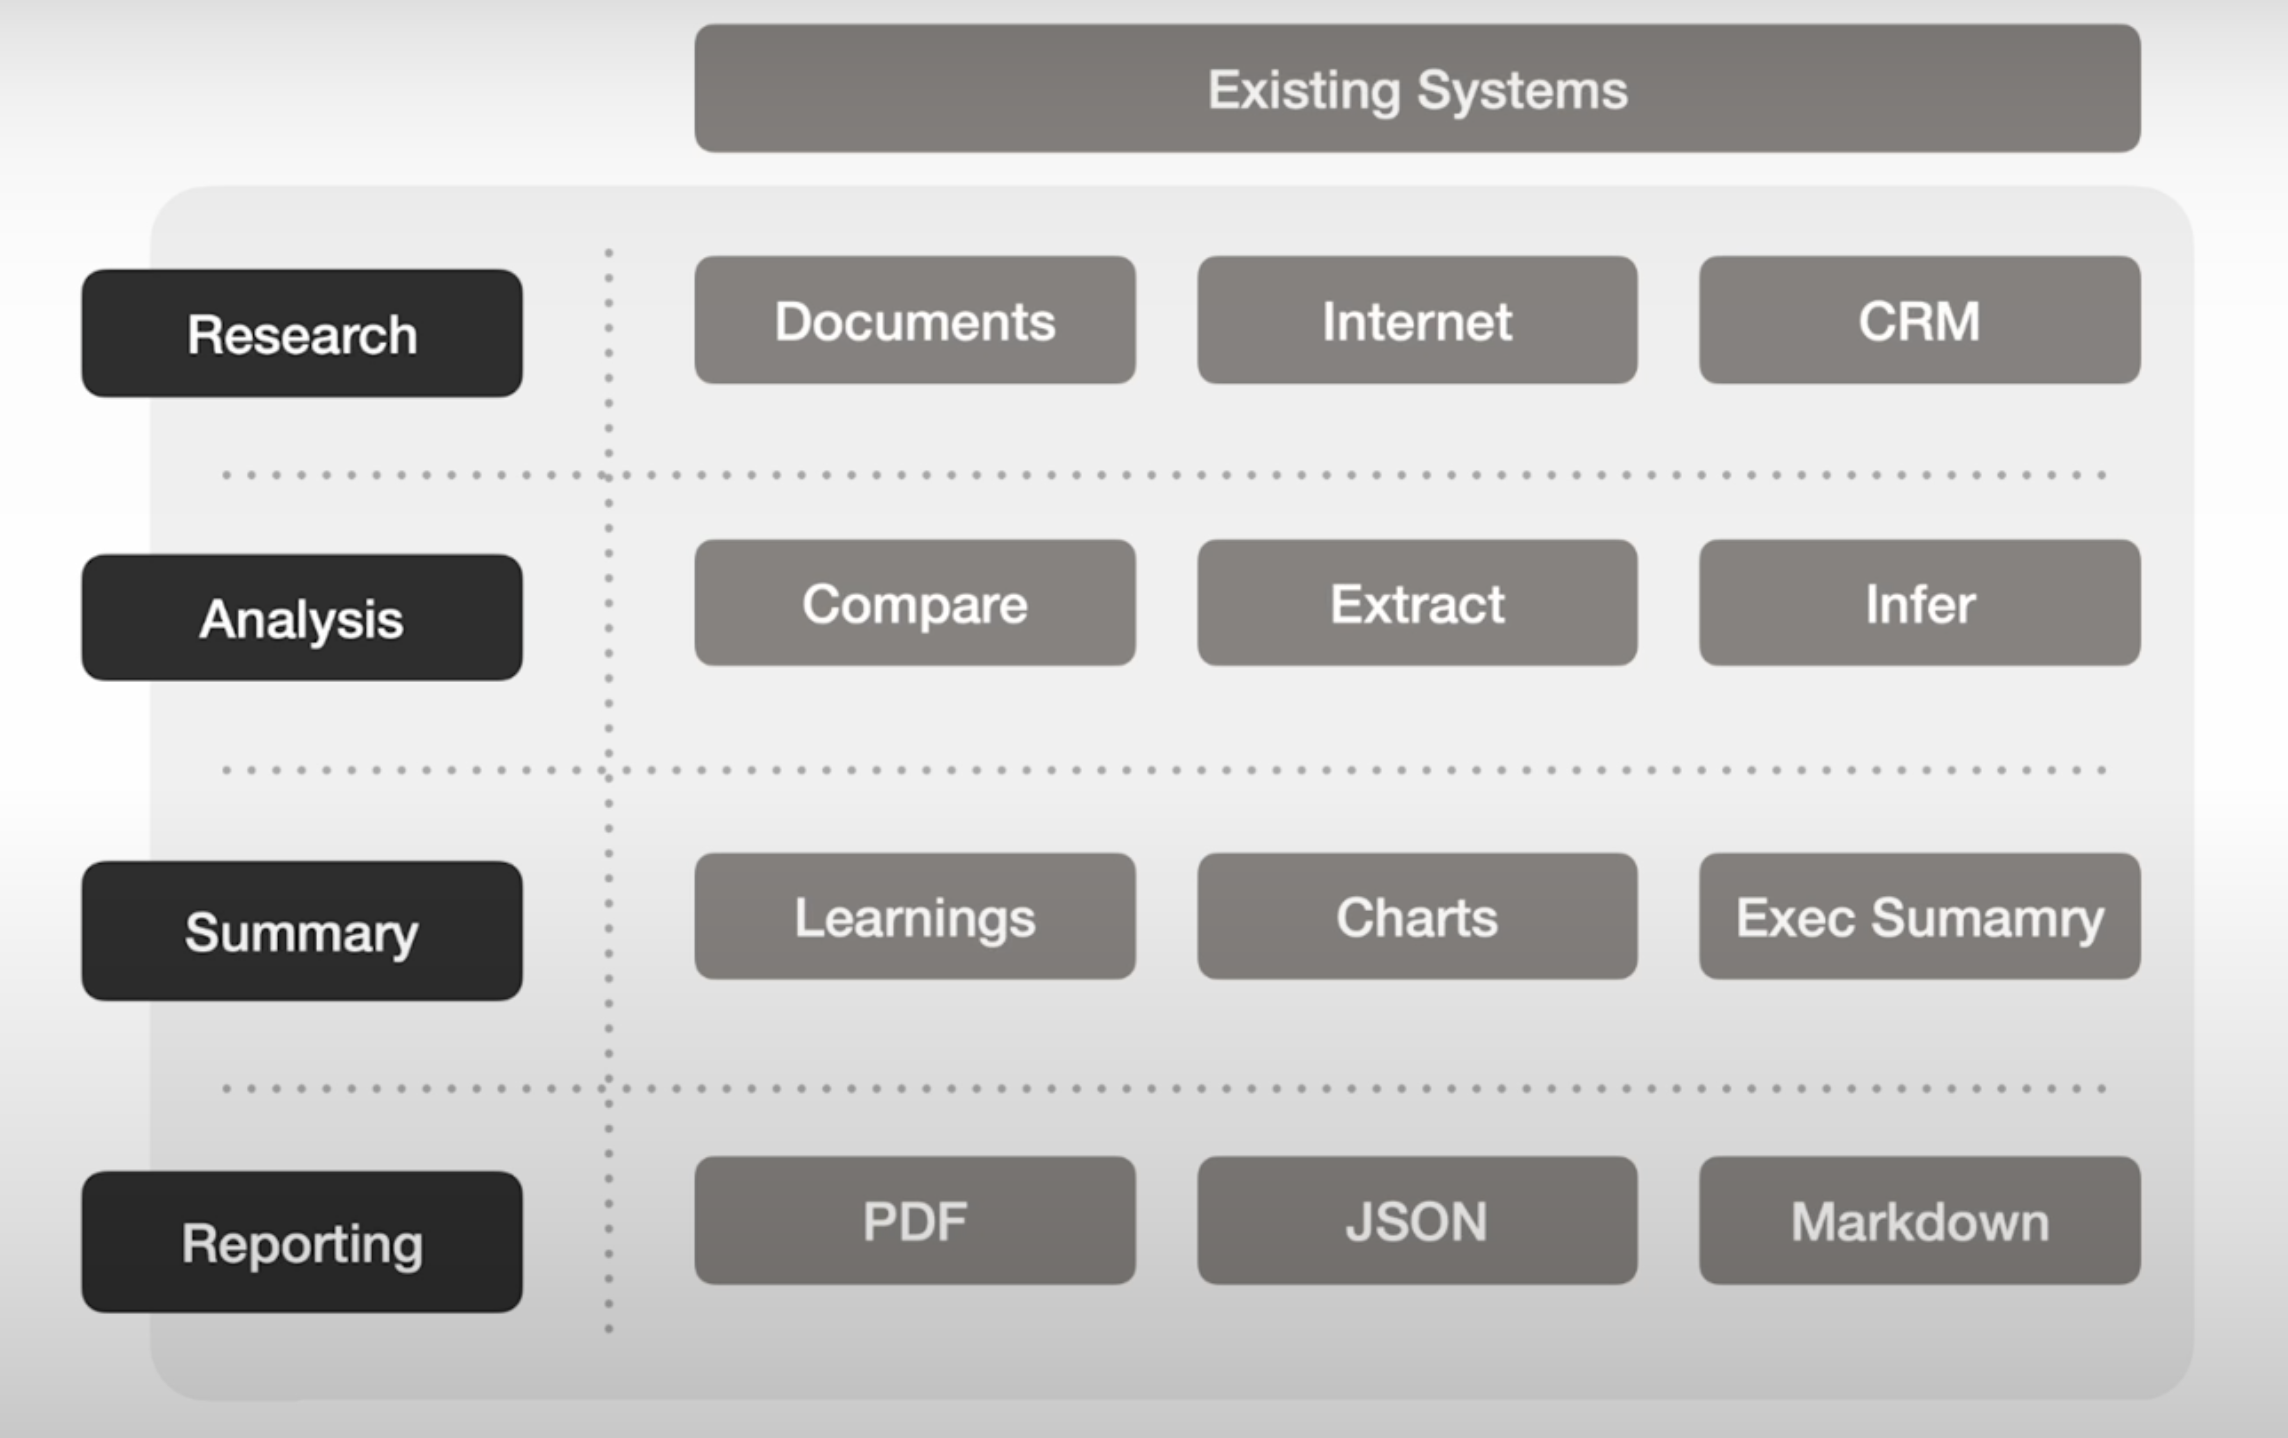 Existing Systems
Research
Documents
Internet
CRM
Analysis
Compare
Extract
Infer
Summary
Learnings
Charts
Exec Sumamry
Reporting
PDF
JSON
Markdown